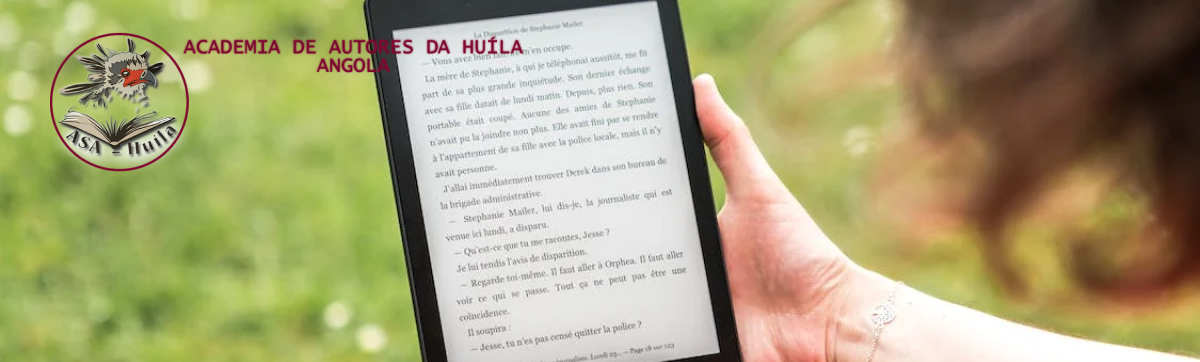 ACADEMIA DE AUTORES DA HUÍLA
ANGOLA
ASA - Huíla
La Disparition de Stephanie Mailer
— Vous avez bien fait, je m'en occupe.
La mère de Stephanie, à qui je téléphonai aussitôt, me fit
part de sa plus grande inquiétude. Son dernier échange
avec sa fille datait de lundi matin. Depuis, plus rien. Son
portable était coupé. Aucune des amies de Stephanie
n'avait pu la joindre non plus. Elle avait fini par se rendre
à l'appartement de sa fille avec la police locale, mais il n'y
avait personne.
J'allai immédiatement trouver Derek dans son bureau de
la brigade administrative.
— Stephanie Mailer, lui dis-je, la journaliste qui est
venue ici lundi, a disparu.
— Qu'est-ce que tu me racontes, Jesse ?
Je lui tendis l'avis de disparition.
— Regarde toi-même. Il faut aller à Orphea. Il faut aller
voir ce qui se passe. Tout ça ne peut pas être une
coïncidence.
Il soupira :
— Jesse, tu n'es pas censé quitter la police ?
journaliste. Lundi 23... — Page 18 sur 123